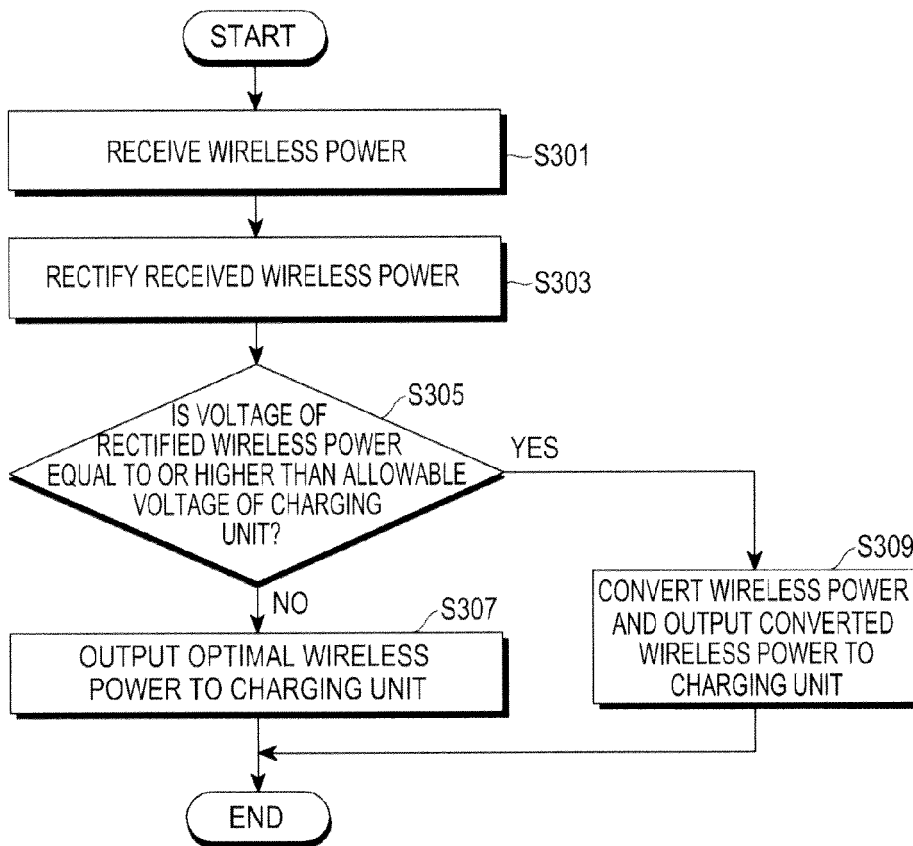 START
RECEIVE WIRELESS POWER
S301
RECTIFY RECEIVED WIRELESS POWER
S303
S305
IS VOLTAGE OF
RECTIFIED WIRELESS POWER
EQUAL TO OR HIGHER THAN ALLOWABLE
VOLTAGE OF CHARGING
UNIT?
YES
NO
S307
OUTPUT OPTIMAL WIRELESS
POWER TO CHARGING UNIT
S309
CONVERT WIRELESS POWER
AND OUTPUT CONVERTED
WIRELESS POWER TO
CHARGING UNIT
END